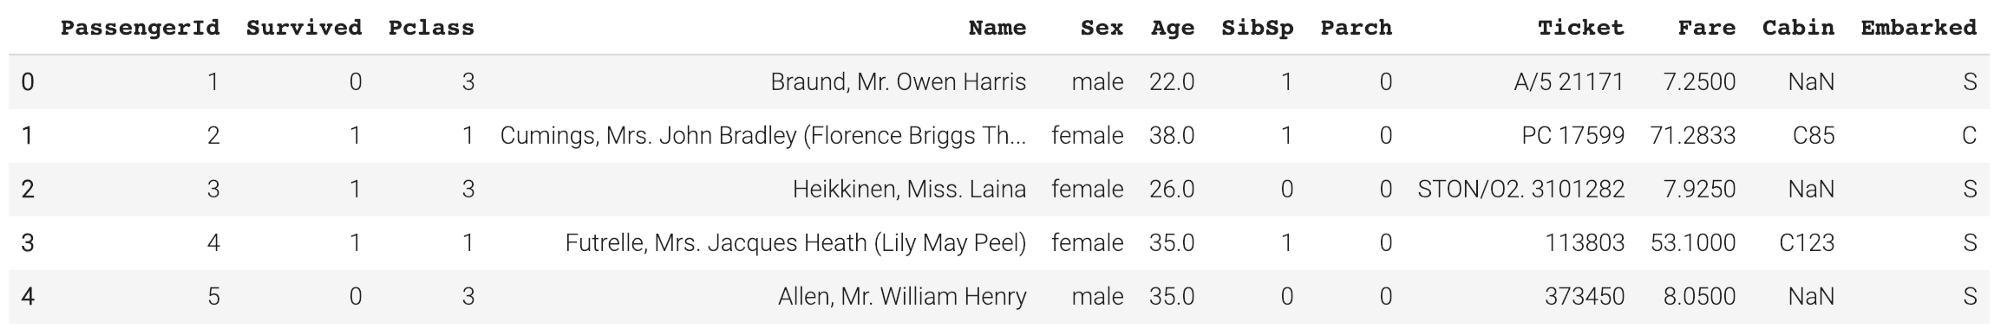 PassengerId Survived Pclass Name Sex Age SibSp Parch Ticket Fare Cabin Embarked
0 1 0 3 Braund, Mr. Owen Harris male 22.0 1 0 A/5 21171 7.2500 NaN S
1 2 1 1 Cumings, Mrs. John Bradley (Florence Briggs Th... female 38.0 1 0 PC 17599 71.2833 C85 C
2 3 1 3 Heikkinen, Miss. Laina female 26.0 0 0 STON/O2. 3101282 7.9250 NaN S
3 4 1 1 Futrelle, Mrs. Jacques Heath (Lily May Peel) female 35.0 1 0 113803 53.1000 C123 S
4 5 0 3 Allen, Mr. William Henry male 35.0 0 0 373450 8.0500 NaN S